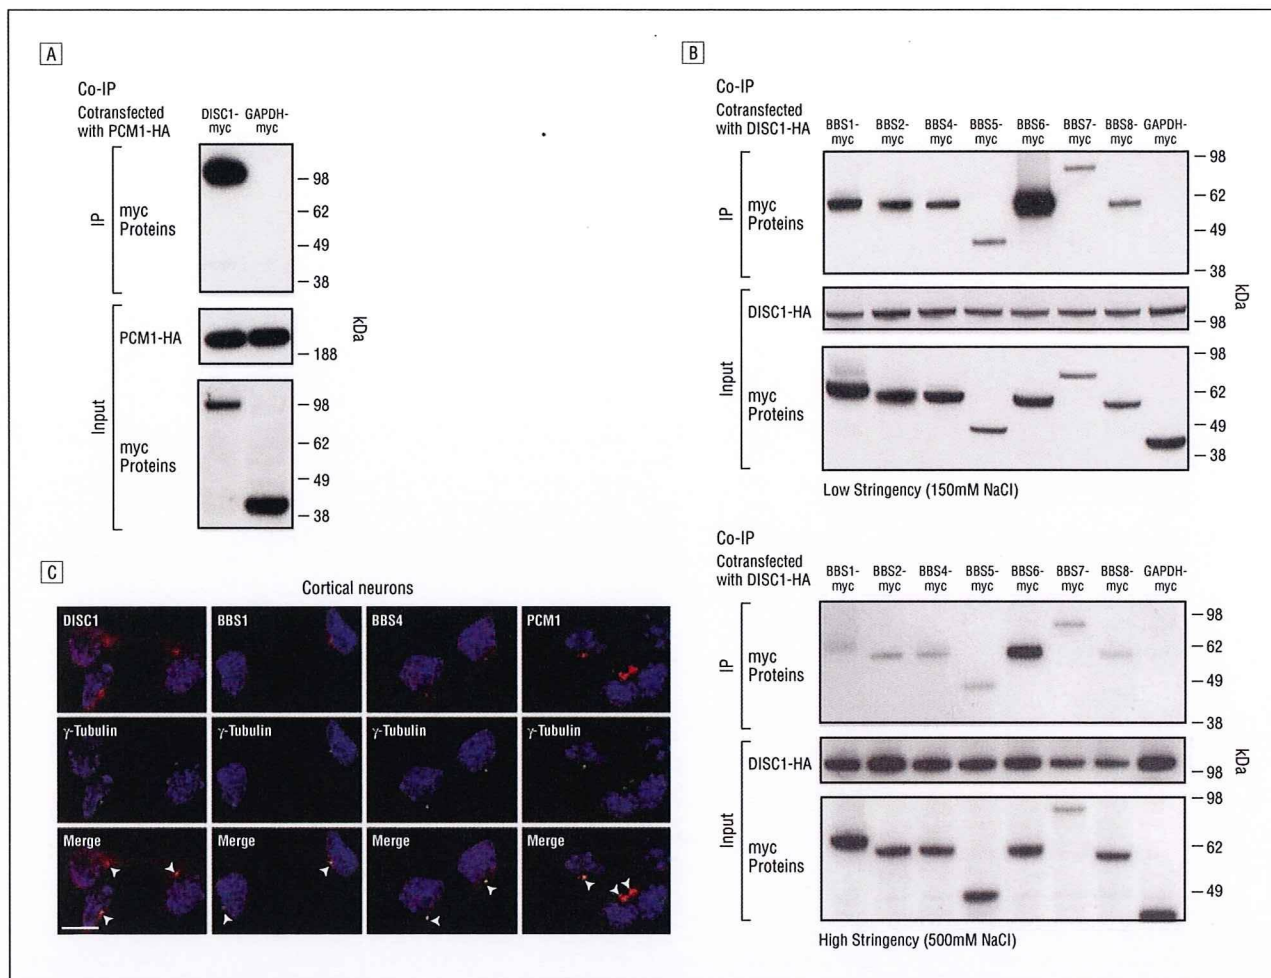 A
Co-IP
Cotransfected
with PCM1-HA
DISC1-
myc
GAPDH-
myc
IP
myc
Proteins
– 98
– 62
– 49
– 38
Input
PCM1-HA
– 188
kDa
myc
Proteins
– 98
– 62
– 49
– 38
B
Co-IP
Cotransfected
with DISC1-HA
BBS1-
myc
BBS2-
myc
BBS4-
myc
BBS5-
myc
BBS6-
myc
BBS7-
myc
BBS8-
myc
GAPDH-
myc
IP
myc
Proteins
– 98
– 62
– 49
– 38
Input
DISC1-HA
– 98
kDa
myc
Proteins
– 98
– 62
– 49
– 38
Low Stringency (150mM NaCl)
Co-IP
Cotransfected
with DISC1-HA
BBS1-
myc
BBS2-
myc
BBS4-
myc
BBS5-
myc
BBS6-
myc
BBS7-
myc
BBS8-
myc
GAPDH-
myc
IP
myc
Proteins
– 98
– 62
– 49
– 38
Input
DISC1-HA
– 98
kDa
myc
Proteins
– 98
– 62
– 49
High Stringency (500mM NaCl)
C
Cortical neurons
DISC1
BBS1
BBS4
PCM1
γ-Tubulin
γ-Tubulin
γ-Tubulin
γ-Tubulin
Merge
Merge
Merge
Merge